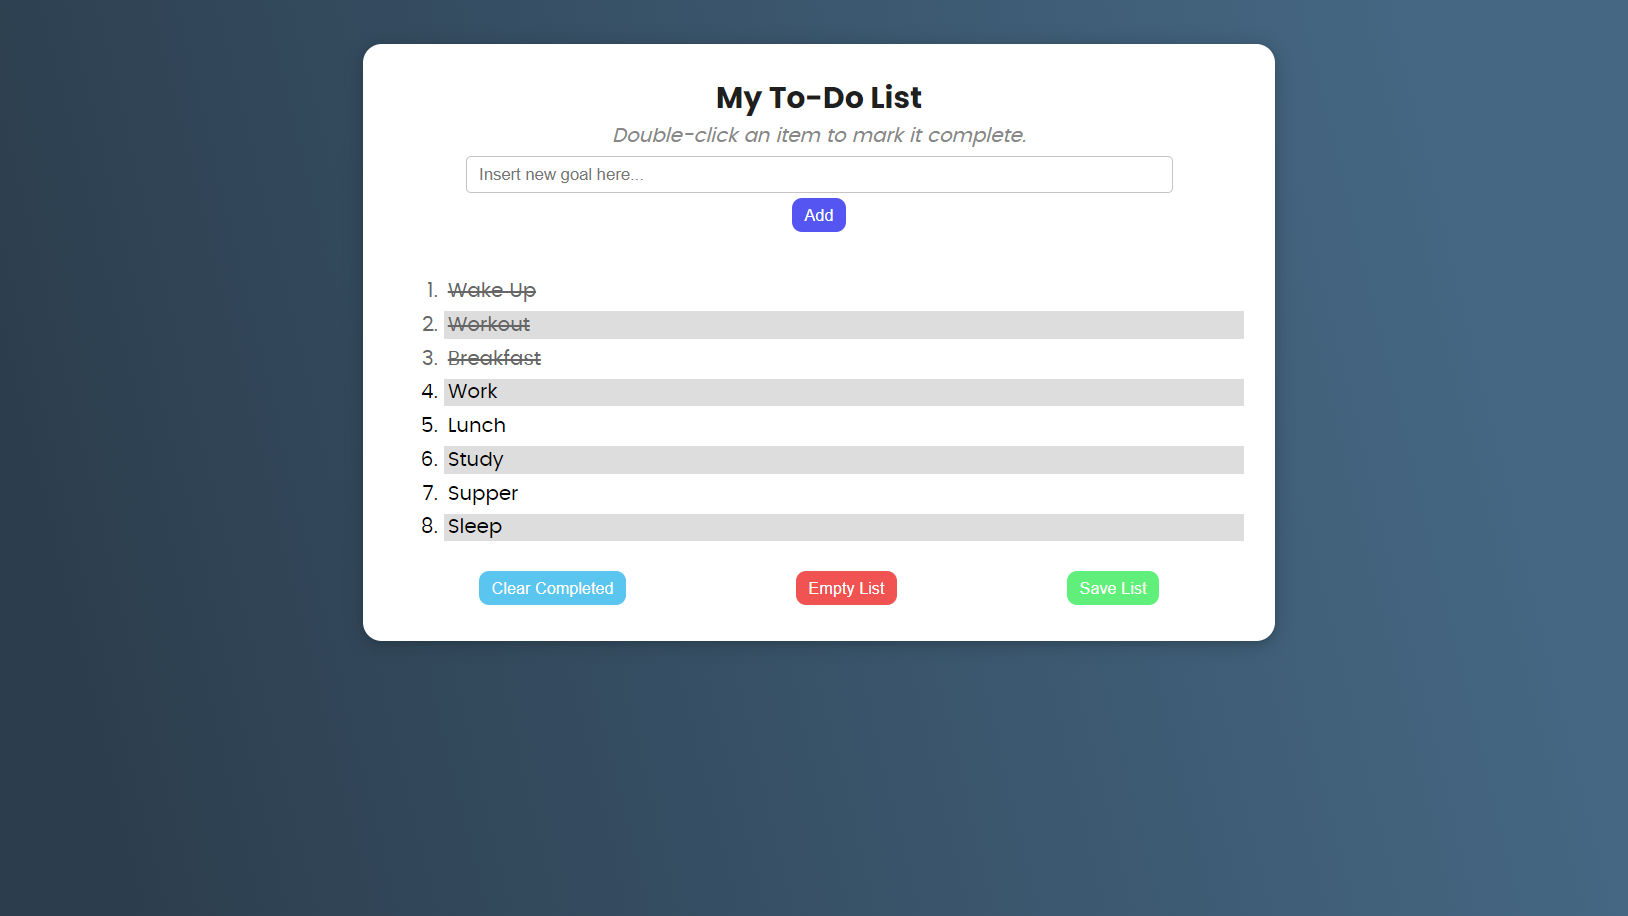 My To-Do List
Double-click an item to mark it complete.
Insert new goal here...
Add
1. Wake Up
2. Workout
3. Breakfast
4. Work
5. Lunch
6. Study
7. Supper
8. Sleep
Clear Completed Empty List Save List